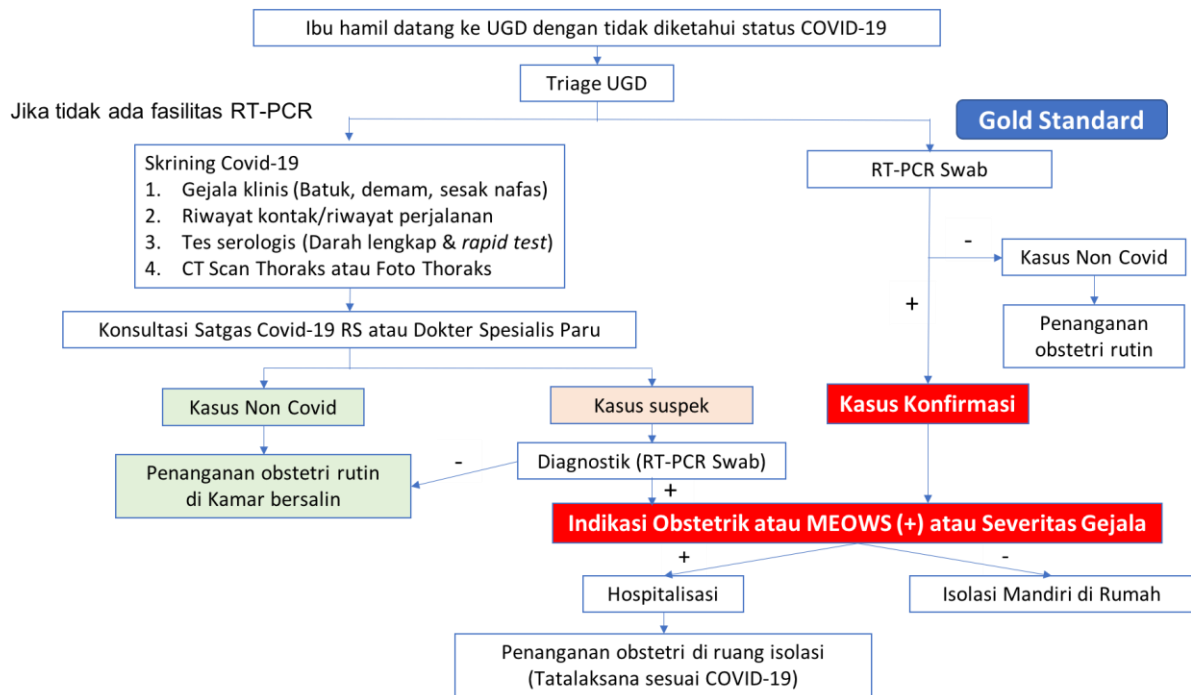 Ibu hamil datang ke UGD dengan tidak diketahui status COVID-19
Triage UGD
Jika tidak ada fasilitas RT-PCR
Gold Standard
Skrining Covid-19
1. Gejala klinis (Batuk, demam, sesak nafas)
2. Riwayat kontak/riwayat perjalanan
3. Tes serologis (Darah lengkap & rapid test)
4. CT Scan Thoraks atau Foto Thoraks
RT-PCR Swab
-
Kasus Non Covid
+
Penanganan
obstetri rutin
Konsultasi Satgas Covid-19 RS atau Dokter Spesialis Paru
Kasus Non Covid
Kasus suspek
Kasus Konfirmasi
Penanganan obstetri rutin
di Kamar bersalin
-
Diagnostik (RT-PCR Swab)
+
Indikasi Obstetrik atau MEOWS (+) atau Severitas Gejala
+
-
Hospitalisasi
Isolasi Mandiri di Rumah
Penanganan obstetri di ruang isolasi
(Tatalaksana sesuai COVID-19)